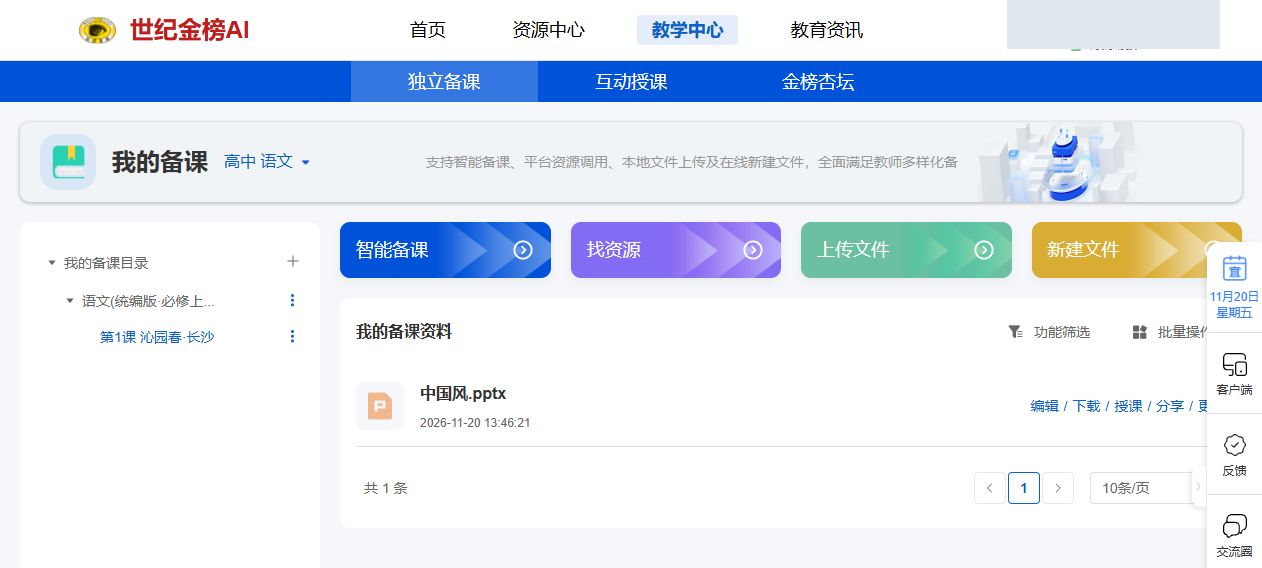 世纪金榜AI
首页 资源中心 教学中心 教育资讯
独立备课 互动授课 金榜杏坛
我的备课 高中 语文
支持智能备课、平台资源调用、本地文件上传及在线新建文件，全面满足教师多样化备
智能备课 找资源 上传文件 新建文件
我的备课目录
语文(统编版·必修上...
第1课 沁园春·长沙
我的备课资料
功能筛选 批量操作
中国风.pptx
2026-11-20 13:46:21
编辑 / 下载 / 授课 / 分享 /
共 1 条
1
10条/页
宜
11月20日
星期五
客户端
反馈
交流圈